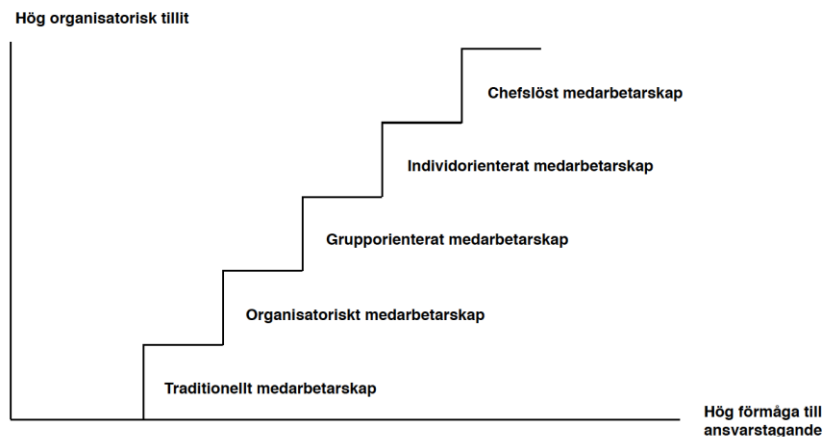 Hög organisatorisk tillit
Chefslöst medarbetarskap
Individorienterat medarbetarskap
Grupporienterat medarbetarskap
Organisatoriskt medarbetarskap
Traditionellt medarbetarskap
Hög förmåga till
ansvarstagande